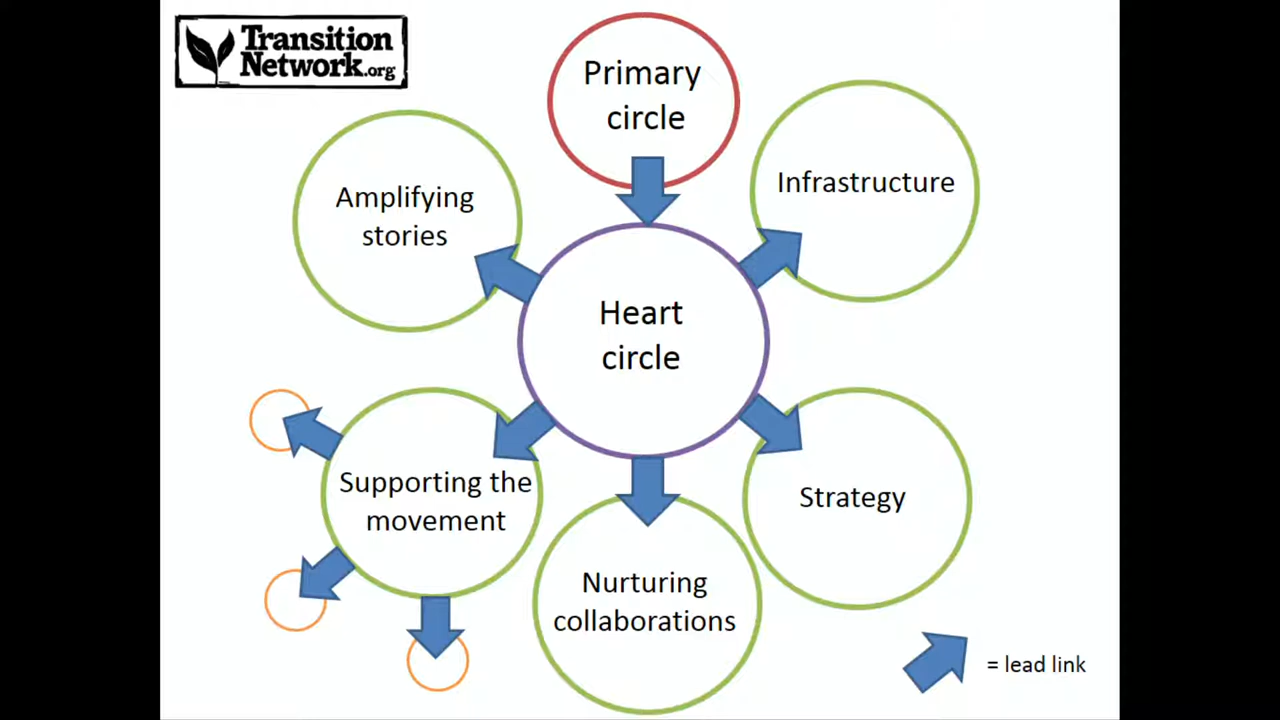 Transition
Network.org
Primary
circle
Infrastructure
Amplifying
stories
Heart
circle
Supporting the
movement
Strategy
Nurturing
collaborations
= lead link